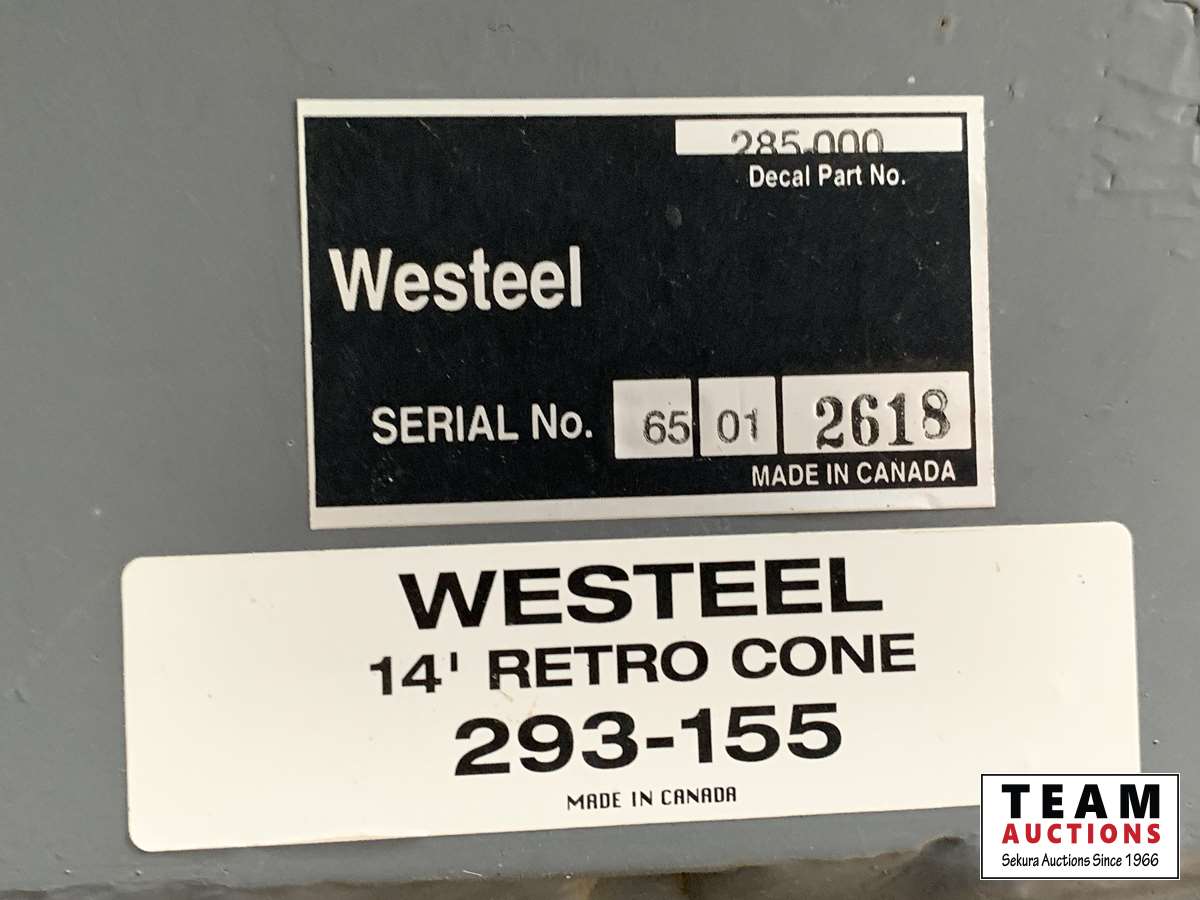 285-000
Decal Part No.
Westeel
SERIAL No. 65 01 2618
MADE IN CANADA
WESTEEL
14' RETRO CONE
293-155
MADE IN CANADA
TEAM
AUCTIONS
Sekura Auctions Since 1966